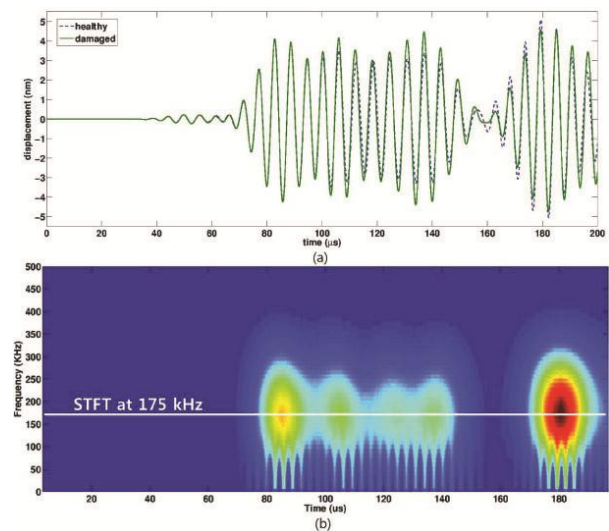 healthy
damaged
displacement (nm)
5
4
3
2
1
0
-1
-2
-3
-4
-5
0 20 40 60 80 100 120 140 160 180 200
time (μs)
(a)
Frequency (KHz)
500
450
400
350
300
250
200
150
100
50
0
STFT at 175 kHz
20 40 60 80 100 120 140 160 180
Time (us)
(b)